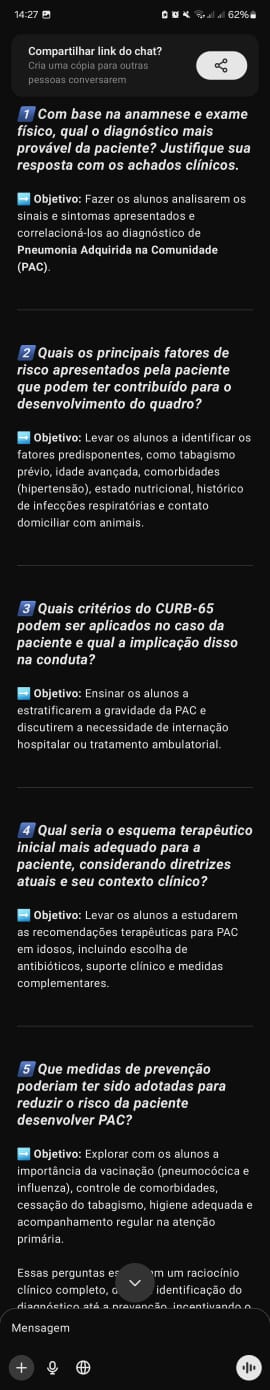 14:27 62%
Compartilhar link do chat?
Cria uma cópia para outras
pessoas conversarem
1 Com base na anamnese e exame
físico, qual o diagnóstico mais
provável da paciente? Justifique sua
resposta com os achados clínicos.
➡ Objetivo: Fazer os alunos analisarem os
sinais e sintomas apresentados e
correlacioná-los ao diagnóstico de
Pneumonia Adquirida na Comunidade
(PAC).
2 Quais os principais fatores de
risco apresentados pela paciente
que podem ter contribuído para o
desenvolvimento do quadro?
➡ Objetivo: Levar os alunos a identificar os
fatores predisponentes, como tabagismo
prévio, idade avançada, comorbidades
(hipertensão), estado nutricional, histórico
de infecções respiratórias e contato
domiciliar com animais.
3 Quais critérios do CURB-65
podem ser aplicados no caso da
paciente e qual a implicação disso
na conduta?
➡ Objetivo: Ensinar os alunos a
estratificarem a gravidade da PAC e
discutirem a necessidade de internação
hospitalar ou tratamento ambulatorial.
4 Qual seria o esquema terapêutico
inicial mais adequado para a
paciente, considerando diretrizes
atuais e seu contexto clínico?
➡ Objetivo: Levar os alunos a estudarem
as recomendações terapêuticas para PAC
em idosos, incluindo escolha de
antibióticos, suporte clínico e medidas
complementares.
5 Que medidas de prevenção
poderiam ter sido adotadas para
reduzir o risco da paciente
desenvolver PAC?
➡ Objetivo: Explorar com os alunos a
importância da vacinação (pneumocócica e
influenza), controle de comorbidades,
cessação do tabagismo, higiene adequada e
acompanhamento regular na atenção
primária.
Essas perguntas um raciocínio
clínico completo, identificação do
diagnóstico até a prevenção, incentivando o
Mensagem